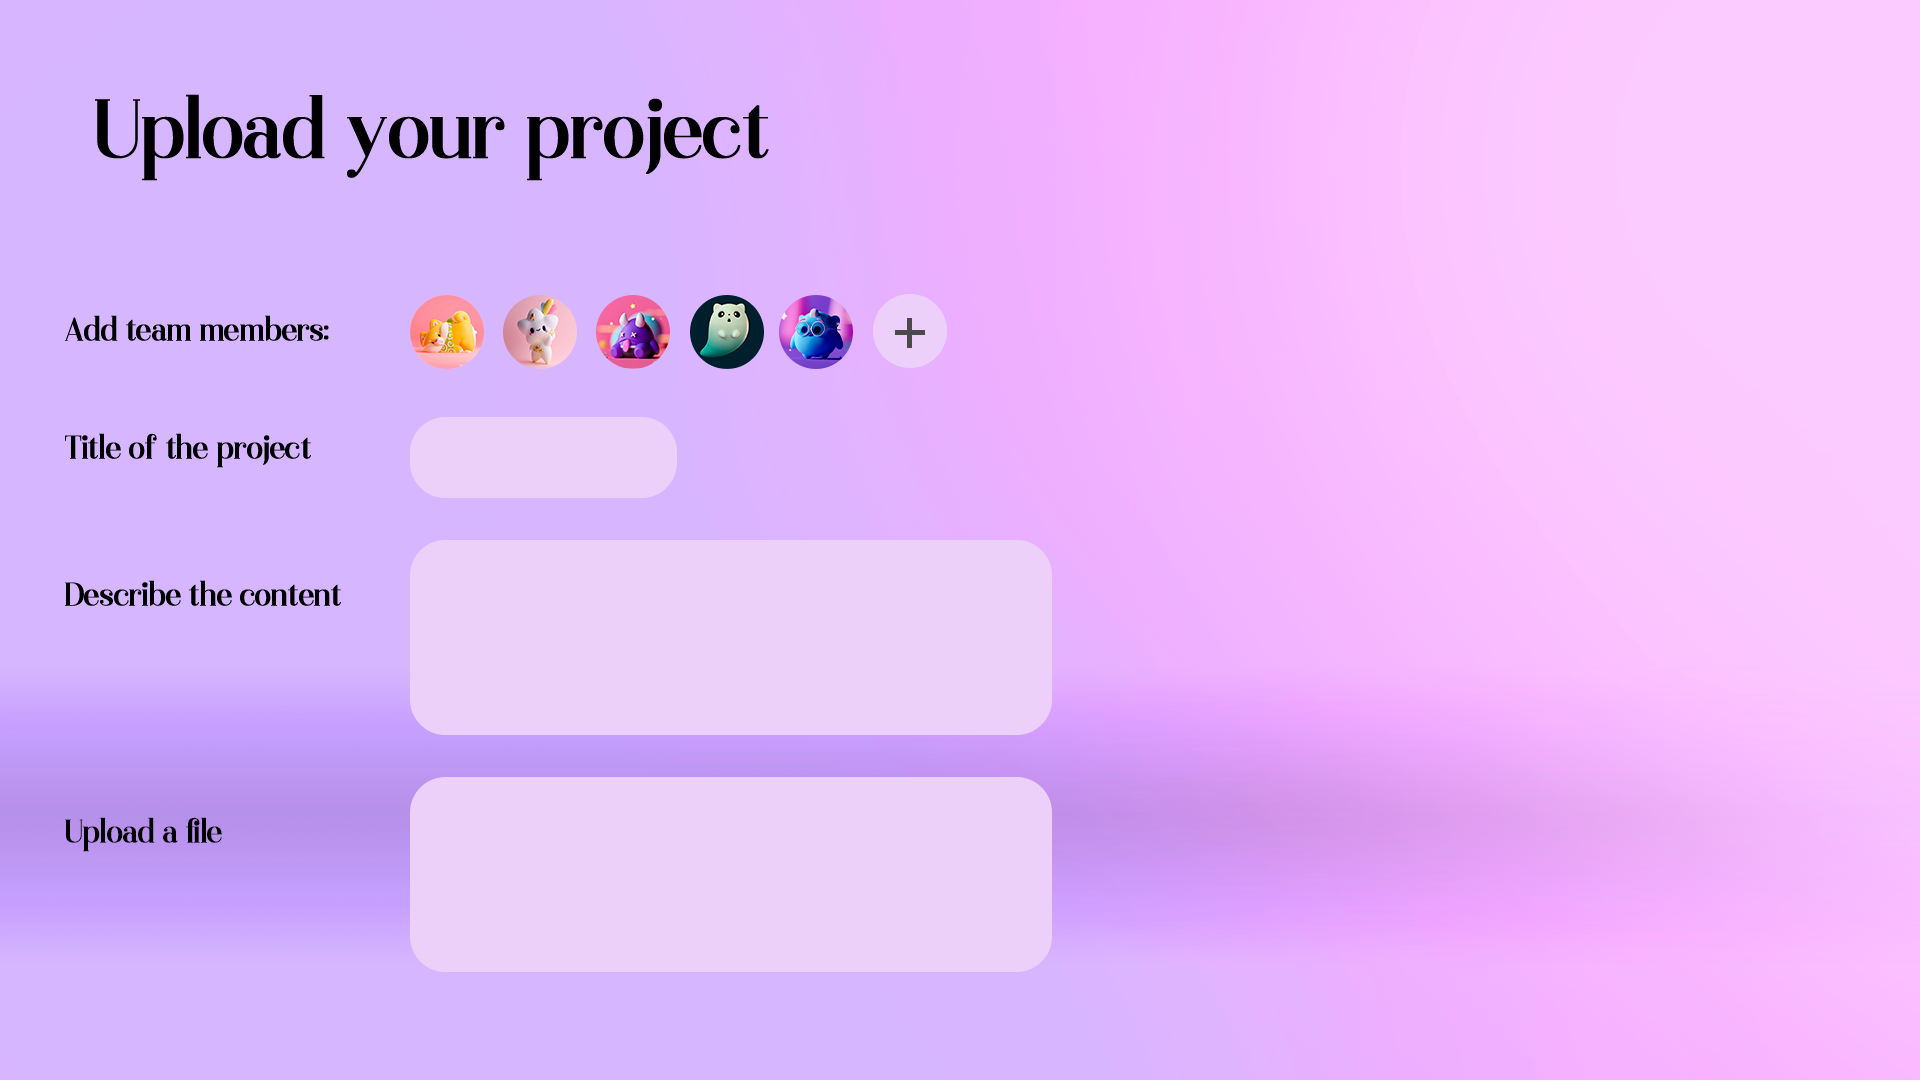 Upload your project
Add team members:
Title of the project
Describe the content
Upload a file